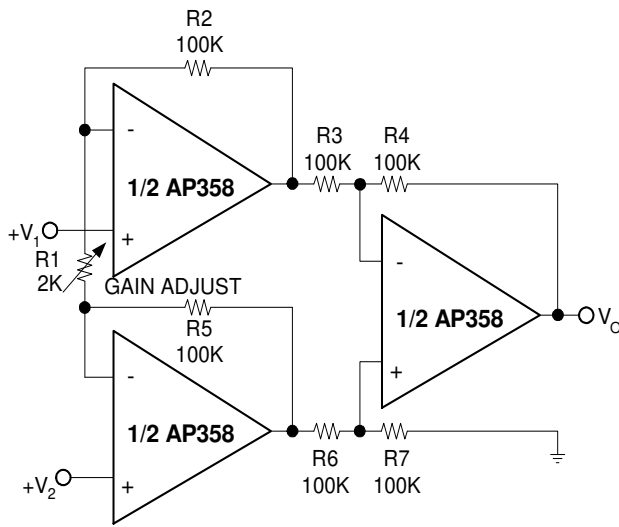 R2
100K
-
1/2 AP358
+
+V1
R1
2K
GAIN ADJUST
R3
100K
R4
100K
-
1/2 AP358
+
VO
R5
100K
-
1/2 AP358
+
+V2
R6
100K
R7
100K